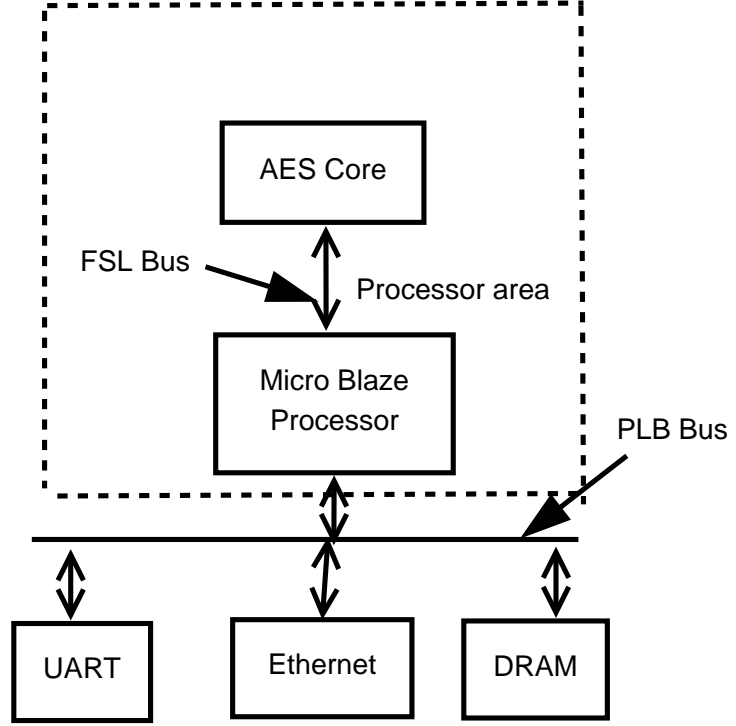 AES Core
FSL Bus
Processor area
Micro Blaze
Processor
PLB Bus
UART
Ethernet
DRAM